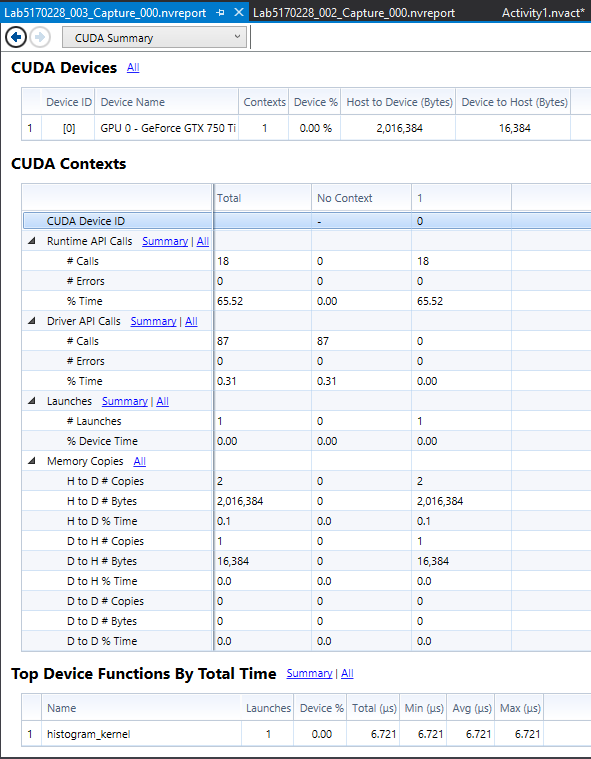 Lab5170228_003_Capture_000.nvreport Lab5170228_002_Capture_000.nvreport Activity1.nvact*
CUDA Summary
CUDA Devices All
Device ID Device Name Contexts Device % Host to Device (Bytes) Device to Host (Bytes)
1 [0] GPU 0 - GeForce GTX 750 Ti 1 0.00 % 2,016,384 16,384
CUDA Contexts
Total No Context 1
CUDA Device ID - 0
Runtime API Calls Summary | All
# Calls 18 0 18
# Errors 0 0 0
% Time 65.52 0.00 65.52
Driver API Calls Summary | All
# Calls 87 87 0
# Errors 0 0 0
% Time 0.31 0.31 0.00
Launches Summary | All
# Launches 1 0 1
% Device Time 0.00 0.00 0.00
Memory Copies All
H to D # Copies 2 0 2
H to D # Bytes 2,016,384 0 2,016,384
H to D % Time 0.1 0.0 0.1
D to H # Copies 1 0 1
D to H # Bytes 16,384 0 16,384
D to H % Time 0.0 0.0 0.0
D to D # Copies 0 0 0
D to D # Bytes 0 0 0
D to D % Time 0.0 0.0 0.0
Top Device Functions By Total Time Summary | All
Name Launches Device % Total (μs) Min (μs) Avg (μs) Max (μs)
1 histogram_kernel 1 0.00 6.721 6.721 6.721 6.721